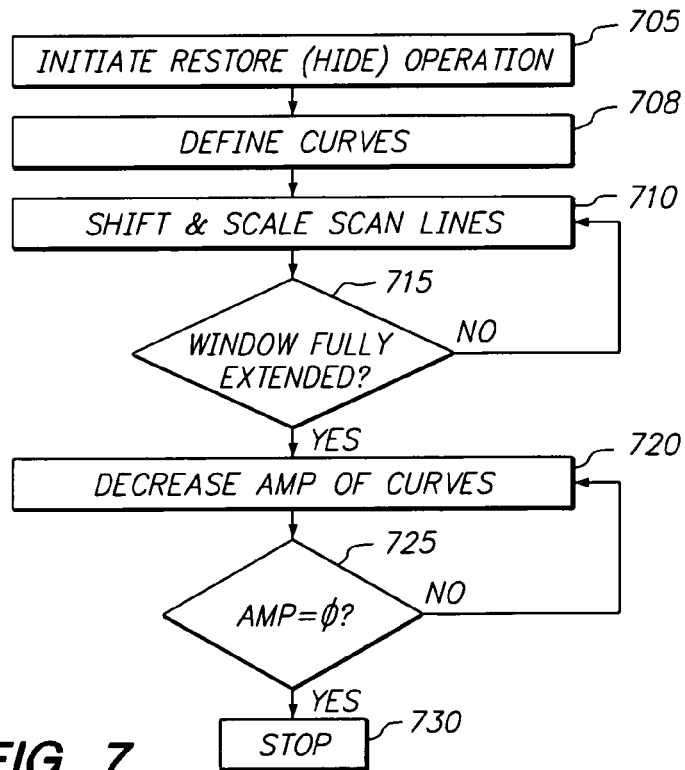 705
INITIATE RESTORE (HIDE) OPERATION
708
DEFINE CURVES
710
SHIFT & SCALE SCAN LINES
715
WINDOW FULLY
EXTENDED?
NO
YES
720
DECREASE AMP OF CURVES
725
AMP=ϕ?
NO
YES
730
STOP
FIG. 7